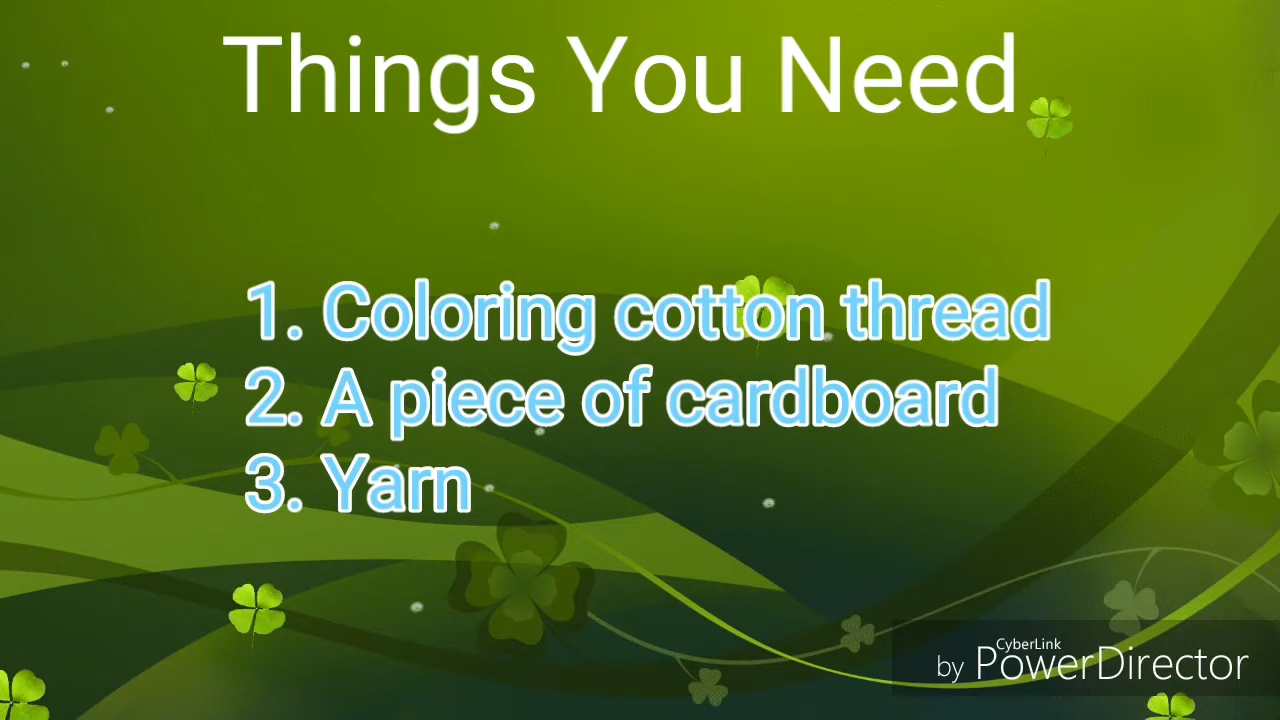 Things You Need
1. Coloring cotton thread
2. A piece of cardboard
3. Yarn
CyberLink
by PowerDirector